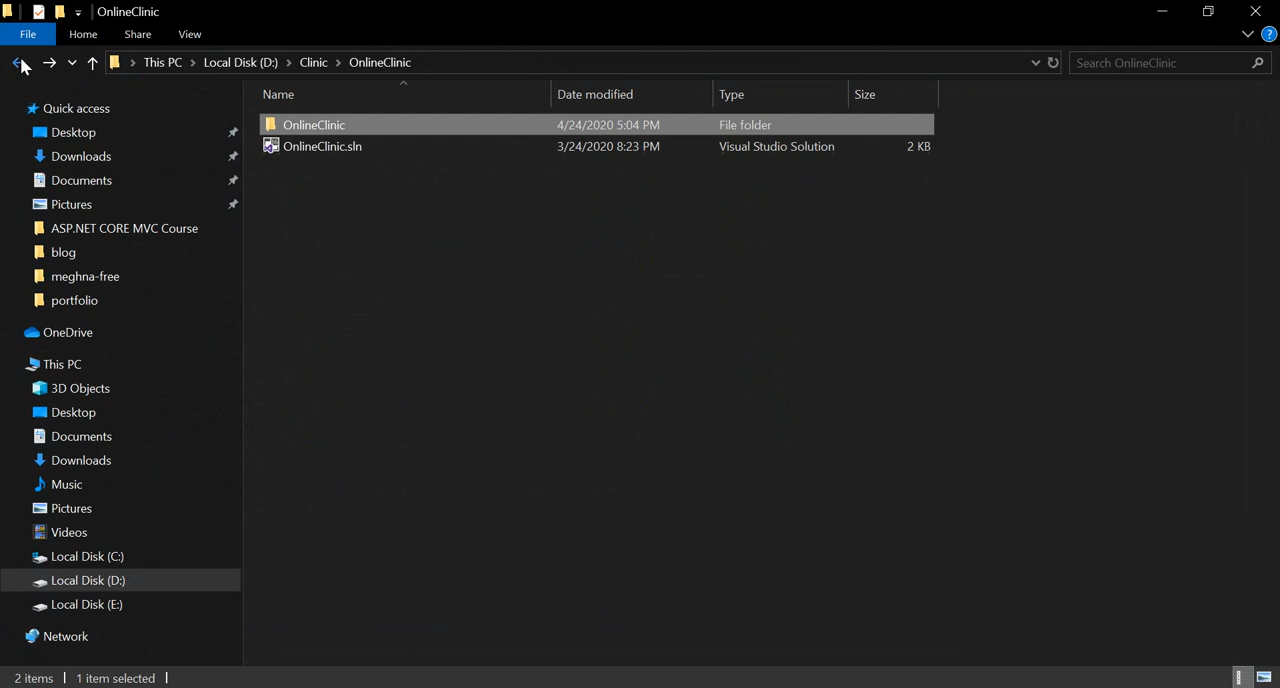 OnlineClinic
File Home Share View
This PC Local Disk (D:) Clinic OnlineClinic Search OnlineClinic
Name Date modified Type Size
OnlineClinic 4/24/2020 5:04 PM File folder
OnlineClinic.sln 3/24/2020 8:23 PM Visual Studio Solution 2 KB
Quick access
Desktop
Downloads
Documents
Pictures
ASP.NET CORE MVC Course
blog
meghna-free
portfolio
OneDrive
This PC
3D Objects
Desktop
Documents
Downloads
Music
Pictures
Videos
Local Disk (C:)
Local Disk (D:)
Local Disk (E:)
Network
2 items 1 item selected